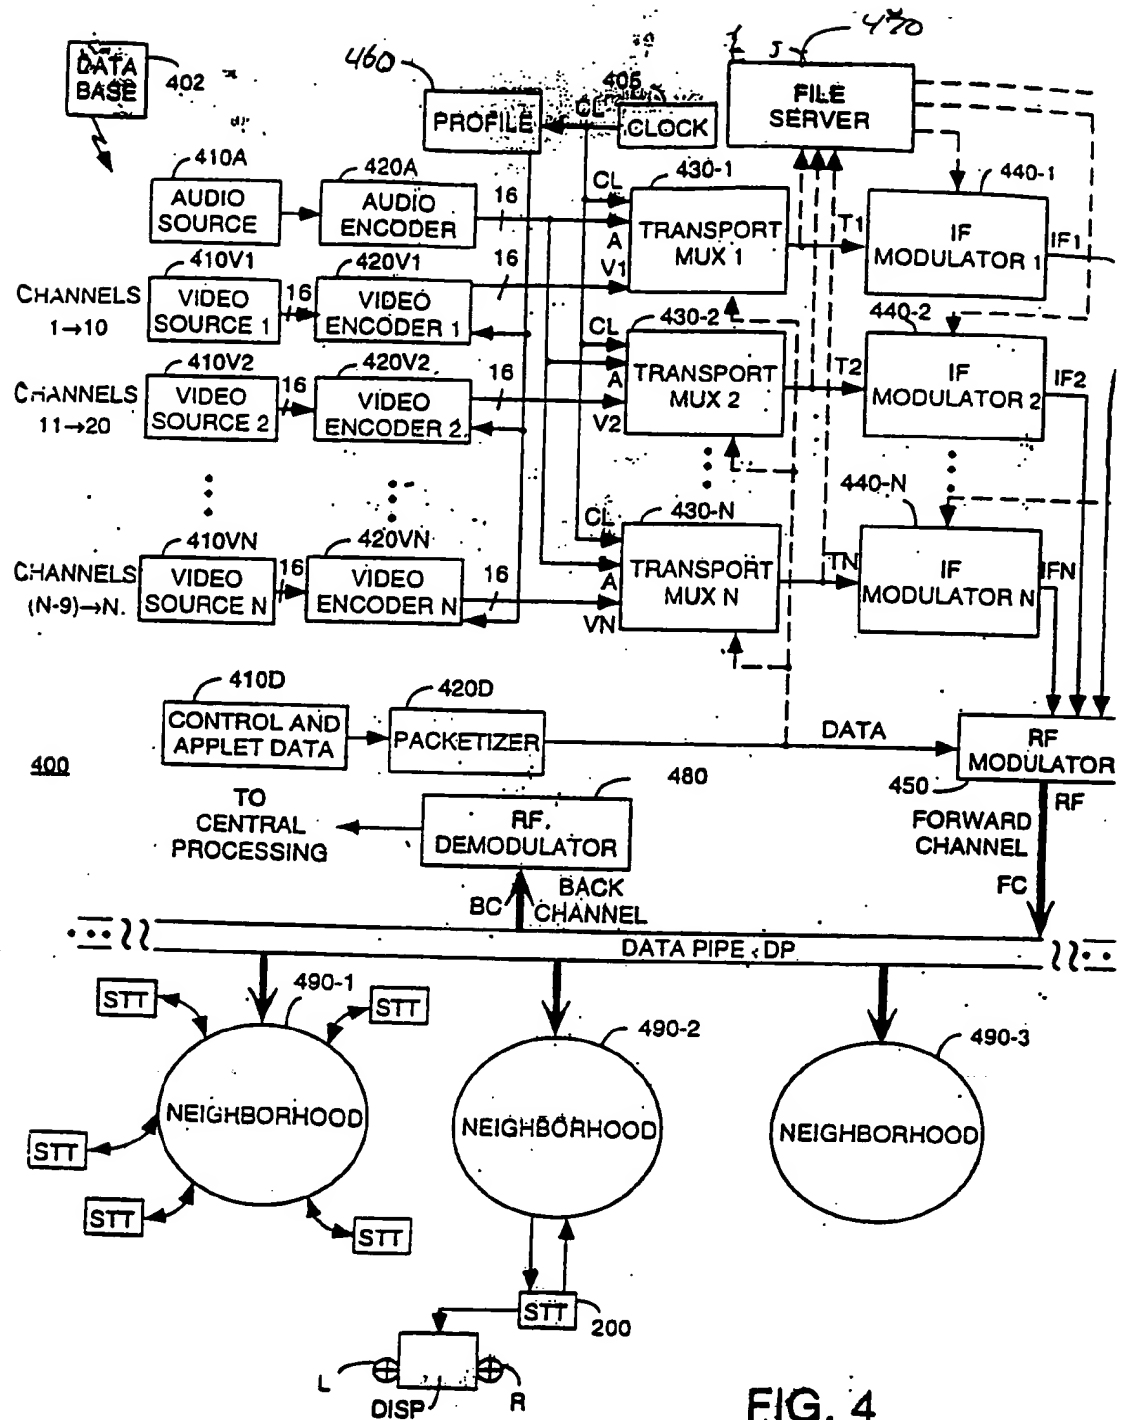 470
460
DATA
BASE
402
PROFILE
CL
405
CLOCK
FILE
SERVER
410A
AUDIO
SOURCE
420A
AUDIO
ENCODER
16
CL
A
V1
430-1
TRANSPORT
MUX 1
T1
440-1
IF
MODULATOR 1
IF1
CHANNELS
1→10
410V1
VIDEO
SOURCE 1
16
420V1
VIDEO
ENCODER 1
16
CHANNELS
11→20
410V2
VIDEO
SOURCE 2
16
420V2
VIDEO
ENCODER 2
16
CL
A
V2
430-2
TRANSPORT
MUX 2
T2
440-2
IF
MODULATOR 2
IF2
CHANNELS
(N-9)→N.
410VN
VIDEO
SOURCE N
16
420VN
VIDEO
ENCODER N
16
CL
A
VN
430-N
TRANSPORT
MUX N
TN
440-N
IF
MODULATOR N
IFN
410D
CONTROL AND
APPLET DATA
420D
PACKETIZER
DATA
RF
MODULATOR
450
RF
400
TO
CENTRAL
PROCESSING
480
RF
DEMODULATOR
BC
BACK
CHANNEL
FORWARD
CHANNEL
FC
DATA PIPE DP
STT
490-1
STT
NEIGHBORHOOD
STT
STT
STT
490-2
NEIGHBORHOOD
490-3
NEIGHBORHOOD
STT
200
L
DISP
R
FIG. 4